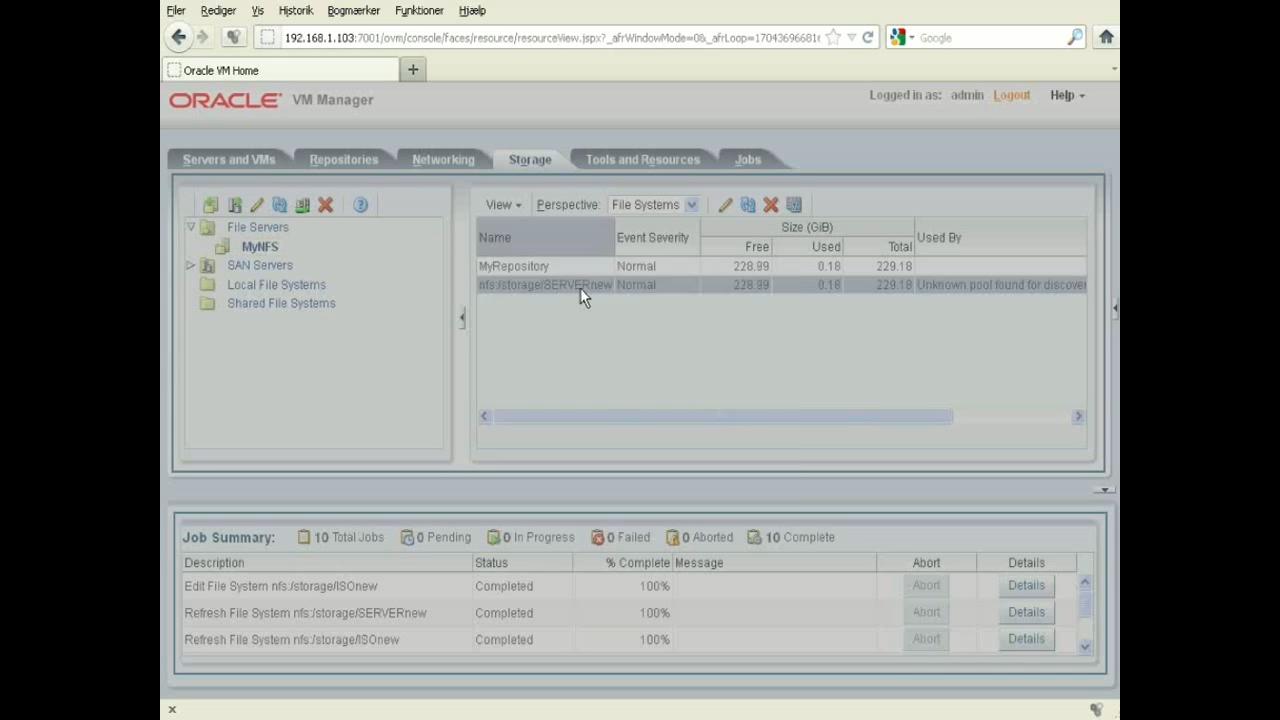 Filer Rediger Vis Historik Bogmærker Funktioner Hjælp
192.168.1.103:7001/ovm/console/faces/resource/resourceView.jspx?_afrWindowMode=0&_afrLoop=17043696681 Google
Oracle VM Home
ORACLE VM Manager Logged in as: admin Logout Help
Servers and VMs Repositories Networking Storage Tools and Resources Jobs
View Perspective: File Systems
File Servers
MyNFS
SAN Servers
Local File Systems
Shared File Systems
Size (GiB)
Name Event Severity Used By
Free Used Total
MyRepository Normal 228.99 0.18 229.18
nfs:/storage/SERVERnew Normal 228.99 0.18 229.18 Unknown pool found for discover
Job Summary: 10 Total Jobs 0 Pending 0 In Progress 0 Failed 0 Aborted 10 Complete
Description Status % Complete Message Abort Details
Edit File System nfs:/storage/ISOnew Completed 100% Abort Details
Refresh File System nfs:/storage/SERVERnew Completed 100% Abort Details
Refresh File System nfs:/storage/ISOnew Completed 100% Abort Details
x